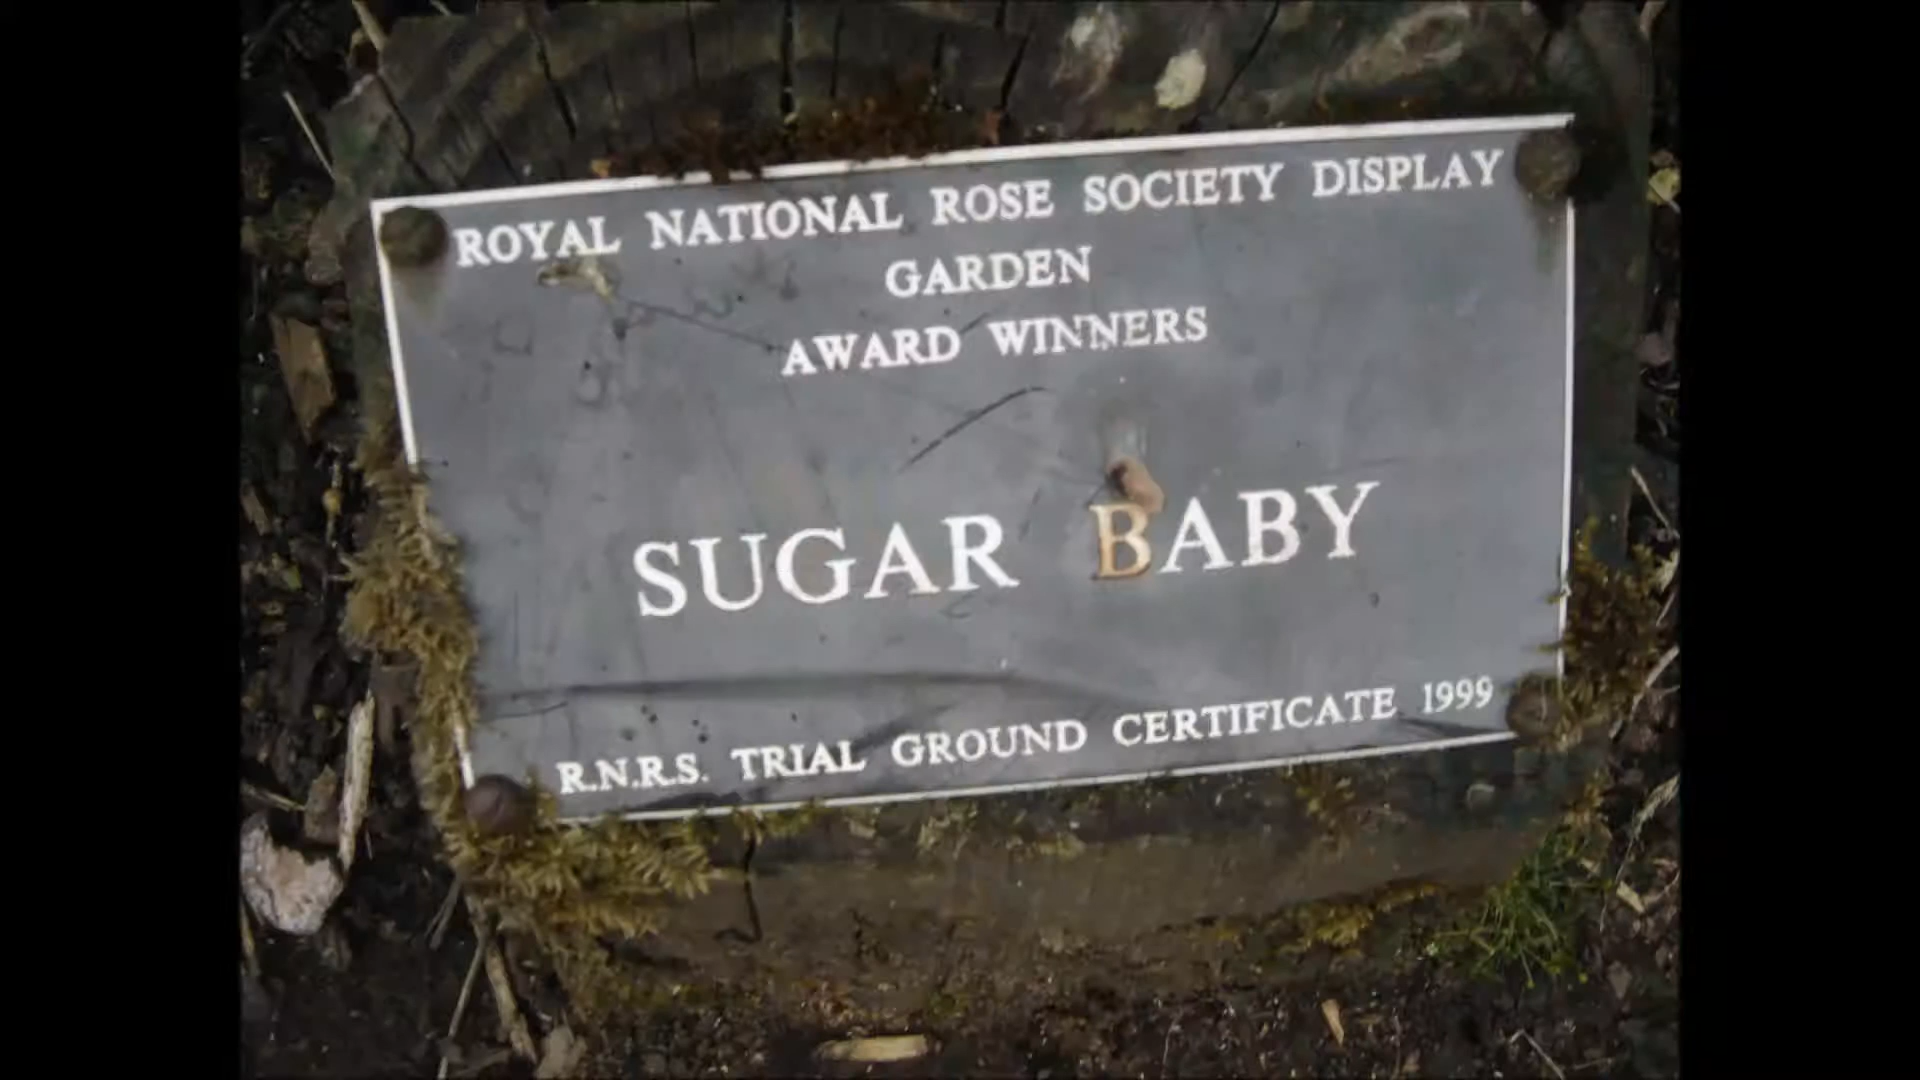 ROYAL NATIONAL ROSE SOCIETY DISPLAY
GARDEN
AWARD WINNERS
SUGAR BABY
R.N.R.S. TRIAL GROUND CERTIFICATE 1999